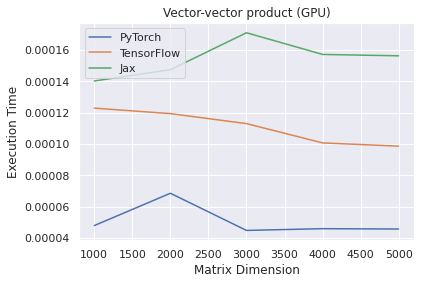 Vector-vector product (GPU)
PyTorch
TensorFlow
Jax
Execution Time
0.00016
0.00014
0.00012
0.00010
0.00008
0.00006
0.00004
1000 1500 2000 2500 3000 3500 4000 4500 5000
Matrix Dimension